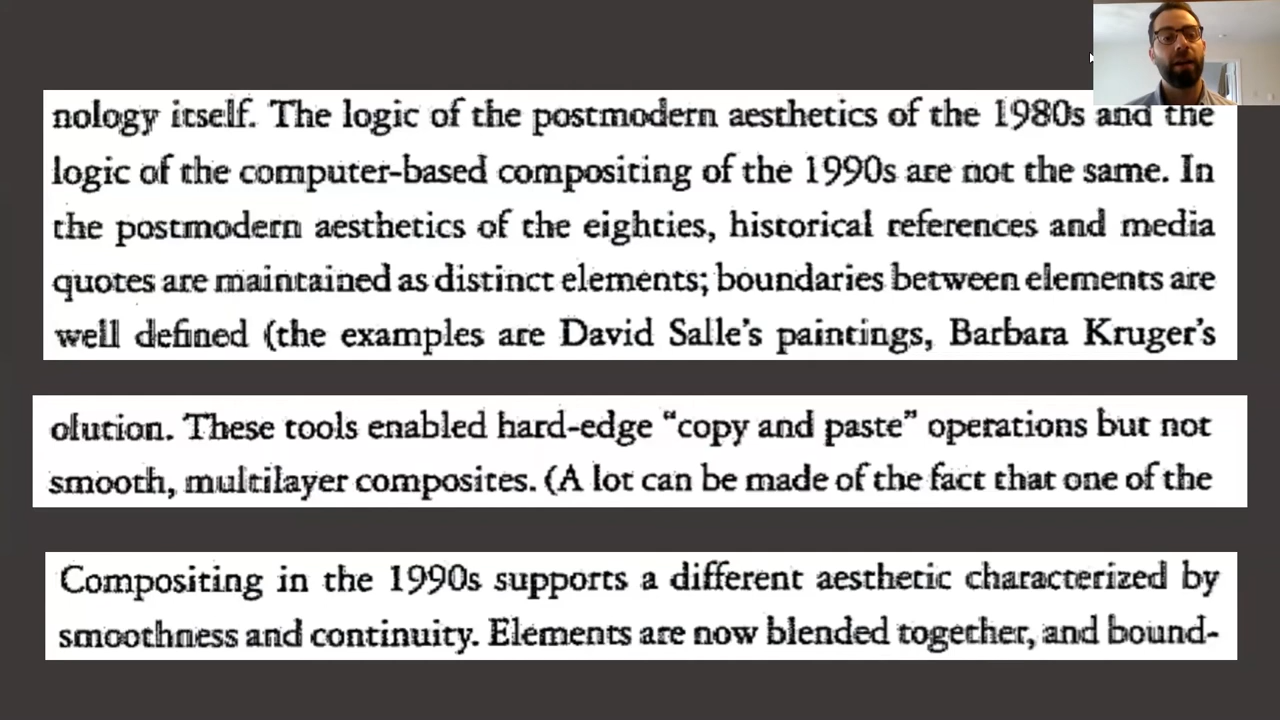 nology itself. The logic of the postmodern aesthetics of the 1980s and the
logic of the computer-based compositing of the 1990s are not the same. In
the postmodern aesthetics of the eighties, historical references and media
quotes are maintained as distinct elements; boundaries between elements are
well defined (the examples are David Salle's paintings, Barbara Kruger's
olution. These tools enabled hard-edge “copy and paste” operations but not
smooth, multilayer composites. (A lot can be made of the fact that one of the
Compositing in the 1990s supports a different aesthetic characterized by
smoothness and continuity. Elements are now blended together, and bound-